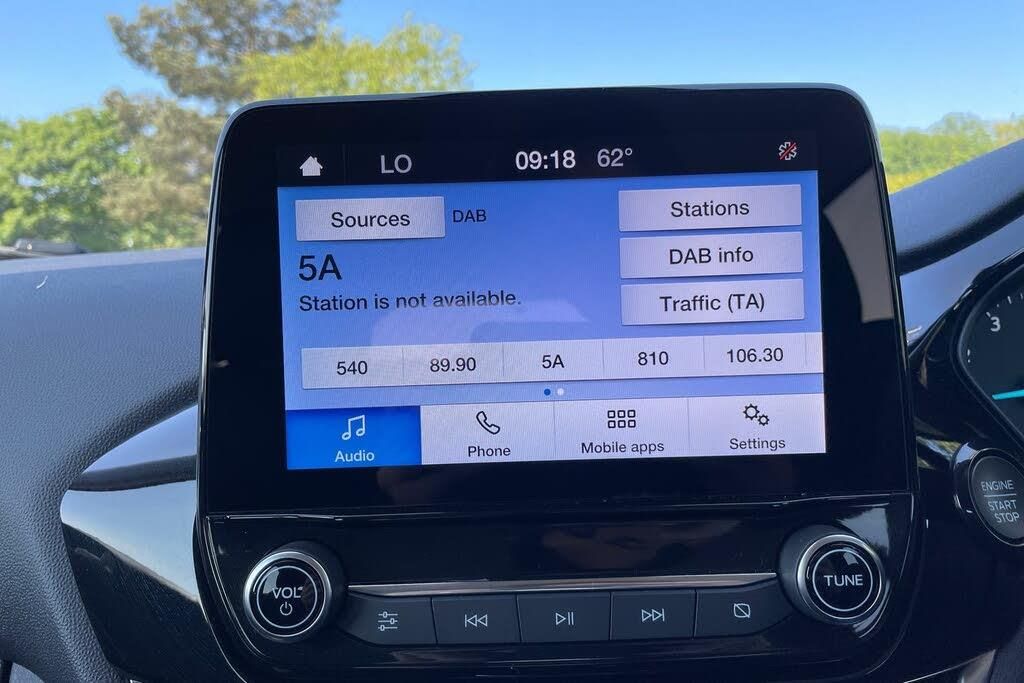 LO 09:18 62°
Sources DAB Stations
5A DAB info
Station is not available.
Traffic (TA)
540 89.90 5A 810 106.30
Audio Phone Mobile apps Settings
3
ENGINE
START
STOP
VOL
TUNE